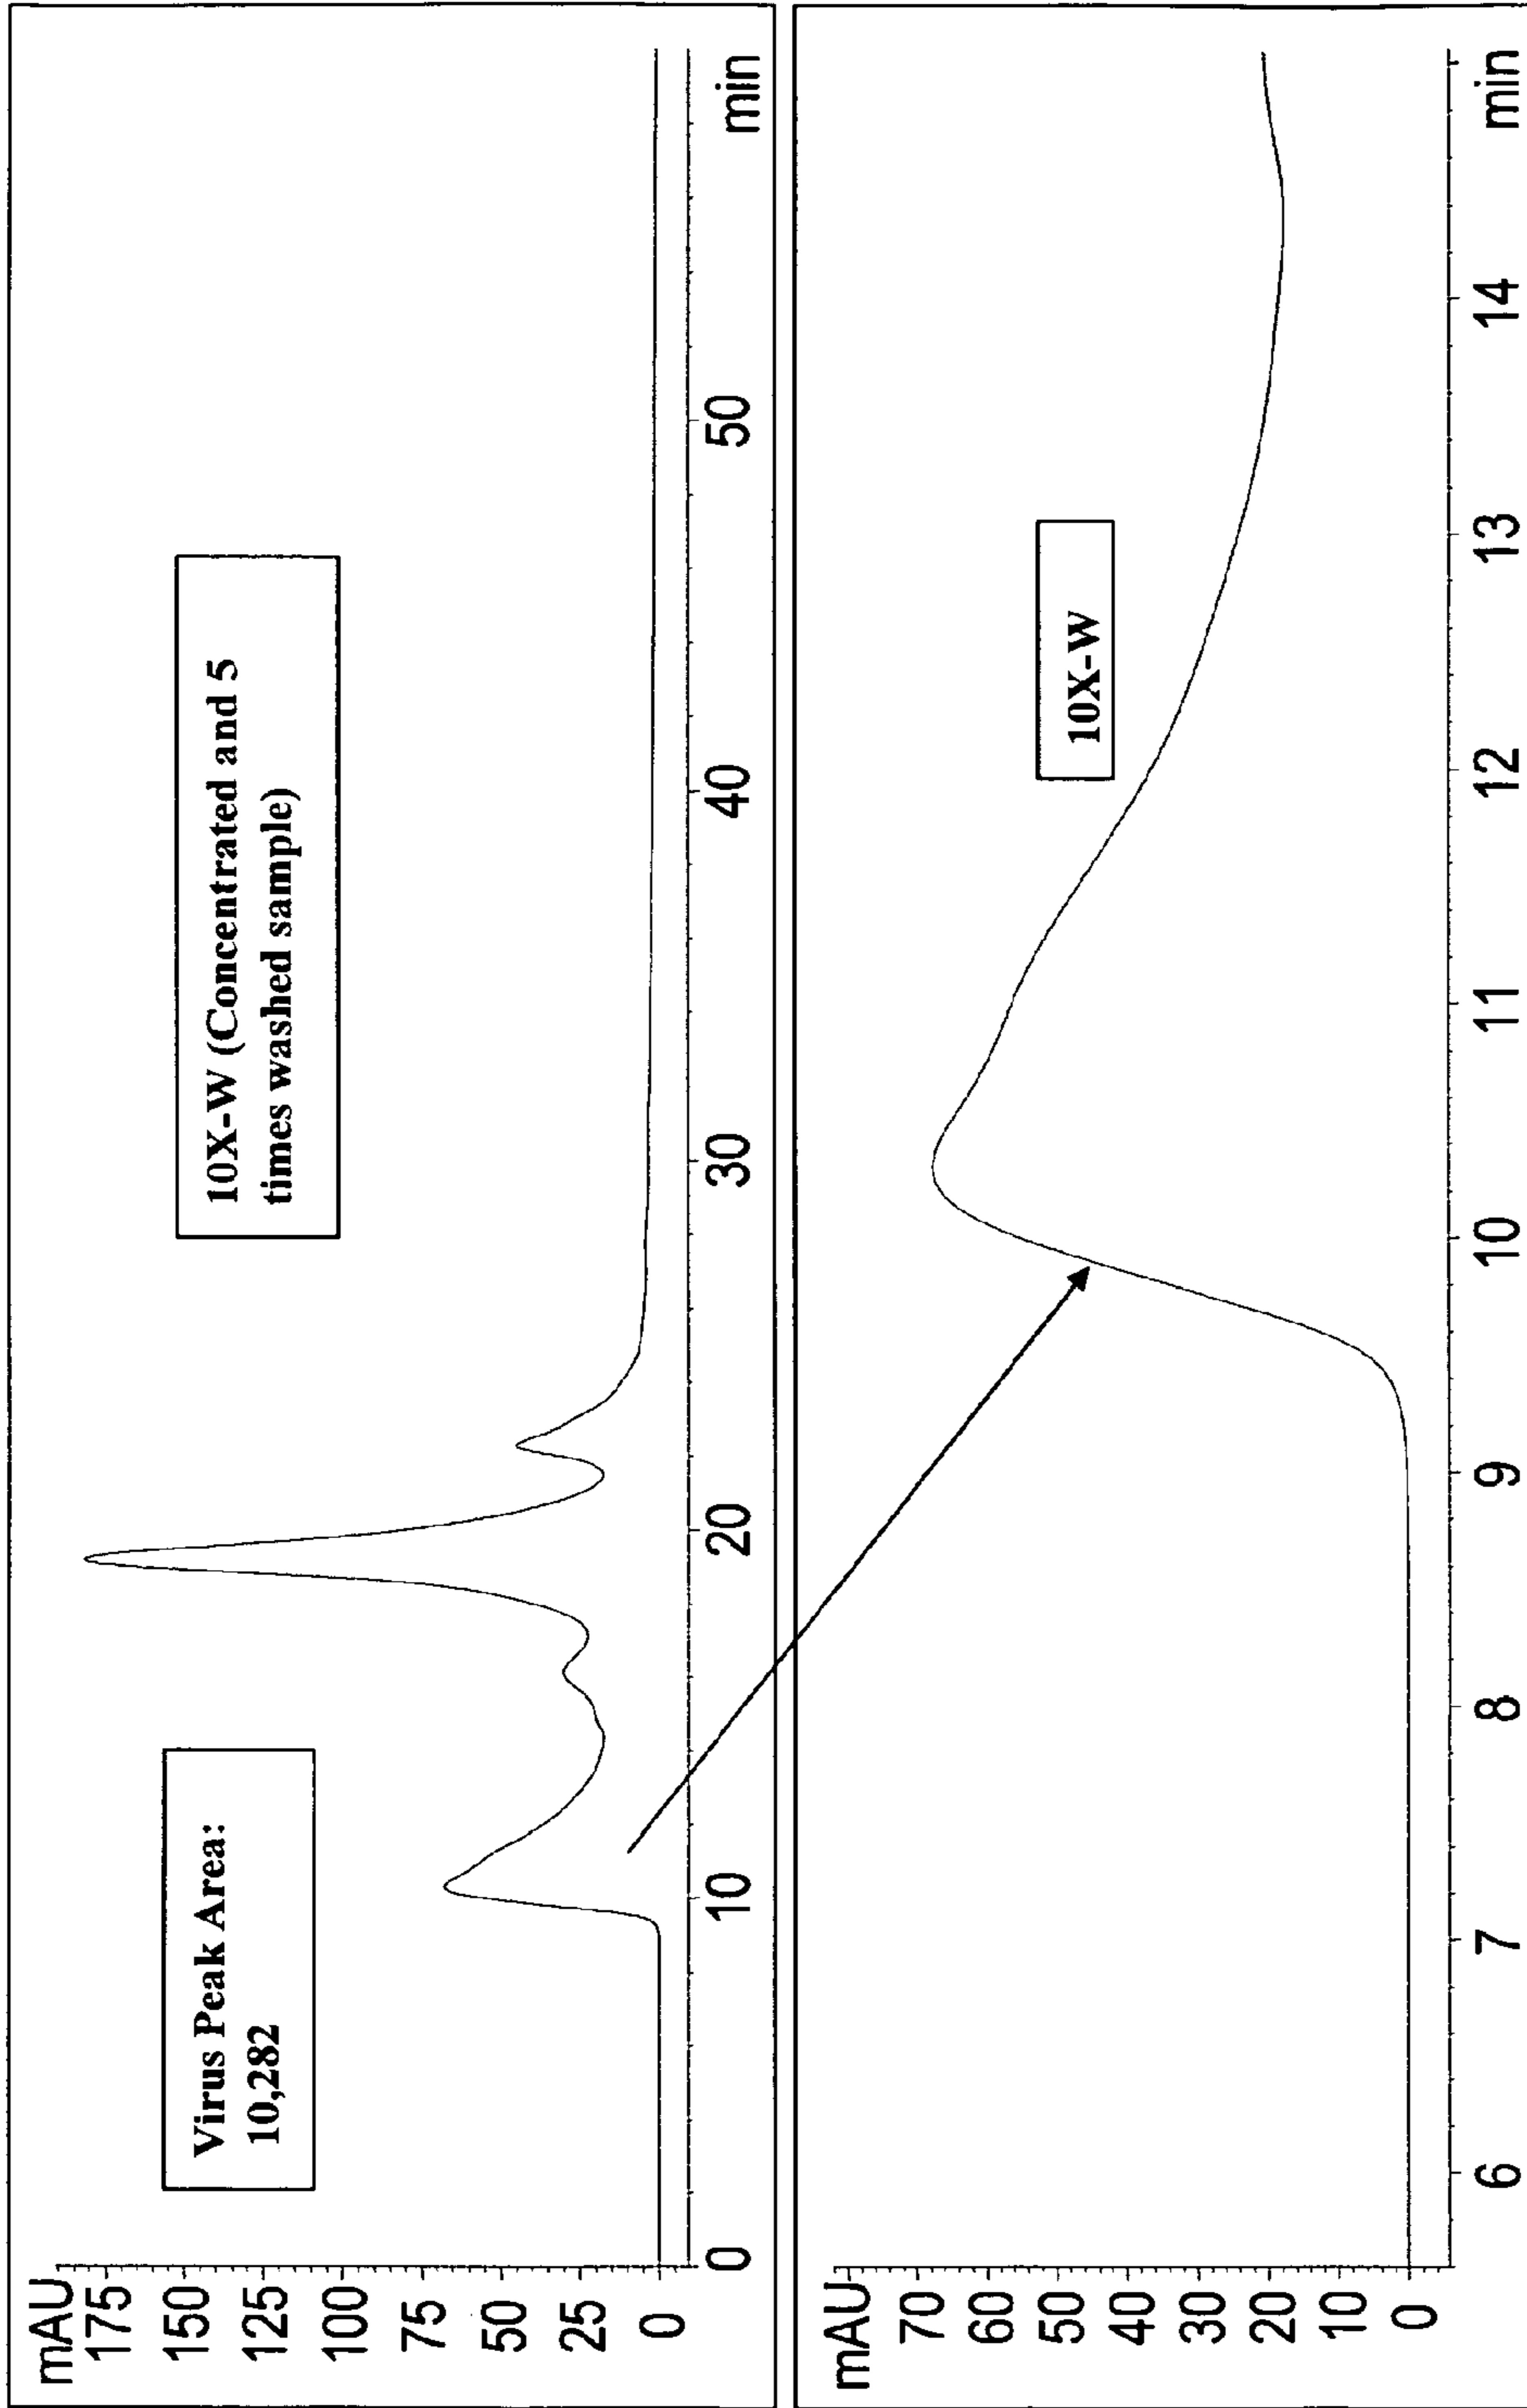 mAU
175
150
125
100
75
50
25
0
Virus Peak Area:
10,282
10X-W (Concentrated and 5
times washed sample)
0 10 20 30 40 50 min
mAU
70
60
50
40
30
20
10
0
10X-W
6 7 8 9 10 11 12 13 14 min